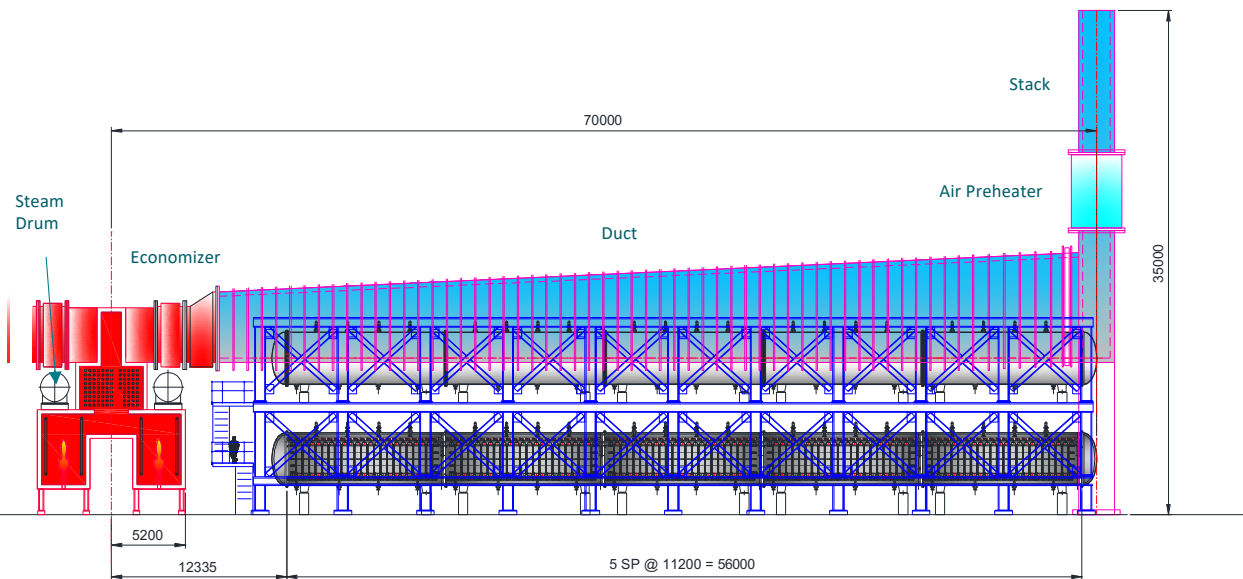 Stack
70000
Air Preheater
Steam
Drum
Duct
Economizer
35000
5200
12335
5 SP @ 11200 = 56000